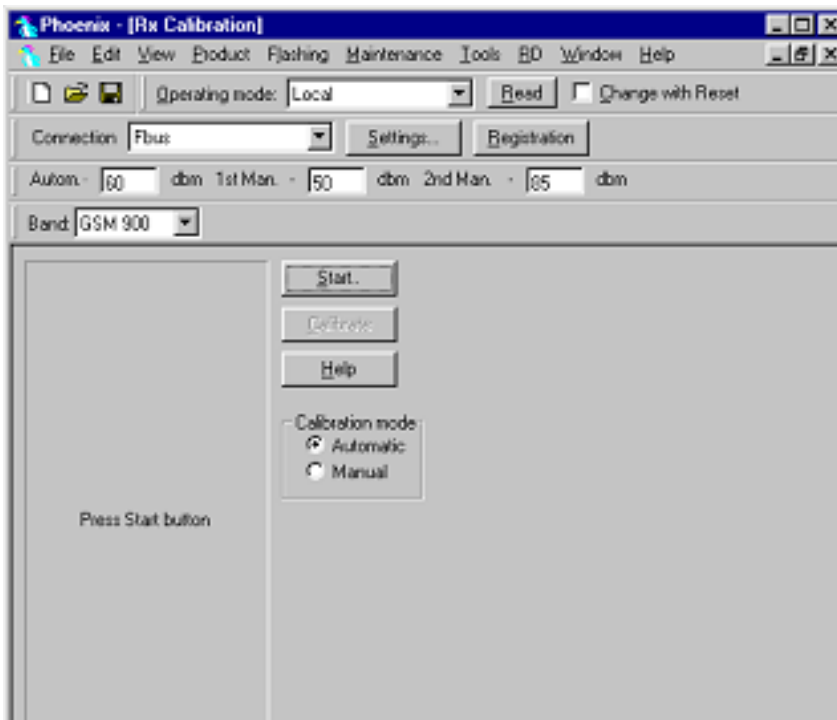 Phoenix - [Rx Calibration]
File Edit View Product Flashing Maintenance Tools BD Window Help
Operating mode: Local Read Change with Reset
Connection Fbus Settings... Registration
Autom.- 60 dbm 1st Man. - 50 dbm 2nd Man. - 85 dbm
Band: GSM 900
Start..
Calibrate
Help
Calibration mode
Automatic
Manual
Press Start button